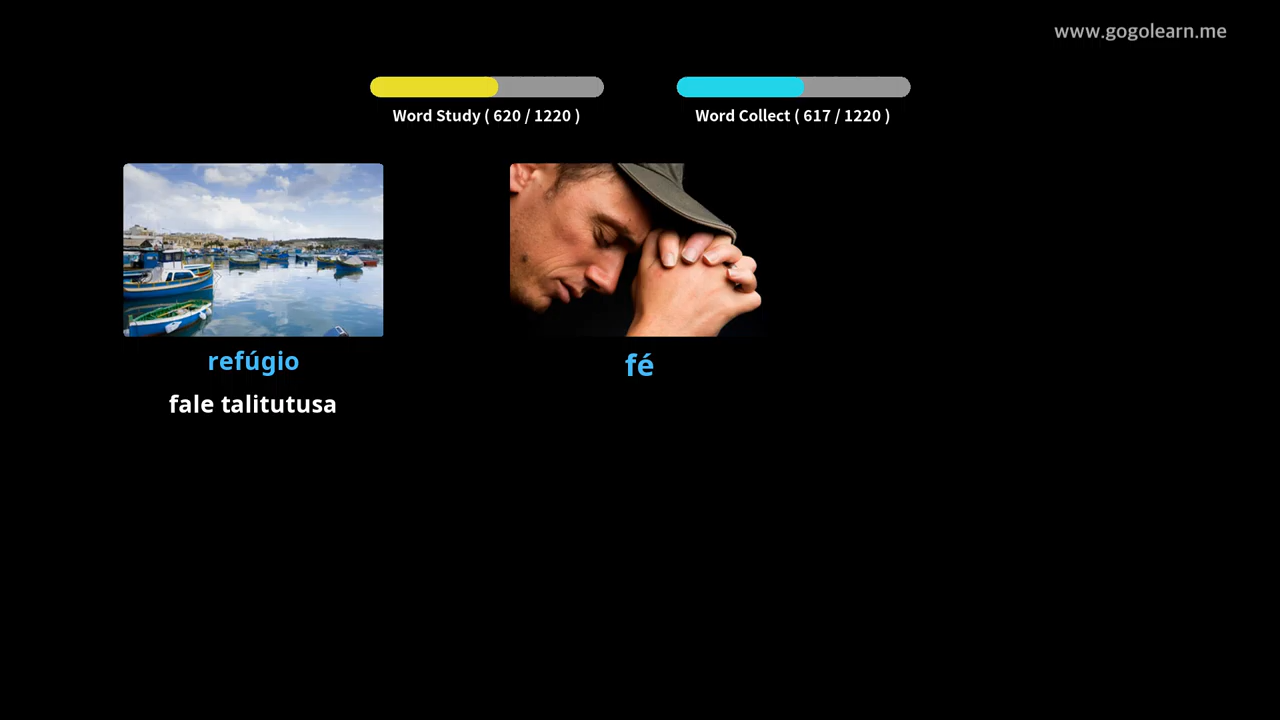 www.gogolearn.me
Word Study ( 620 / 1220 )
Word Collect ( 617 / 1220 )
refúgio
fé
fale talitutusa